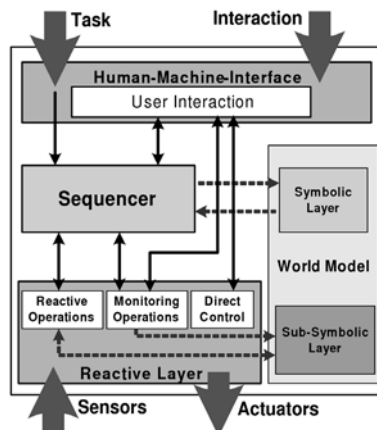 Task
Interaction
Human-Machine-Interface
User Interaction
Sequencer
Symbolic
Layer
World Model
Reactive
Operations
Monitoring
Operations
Direct
Control
Sub-Symbolic
Layer
Reactive Layer
Sensors
Actuators